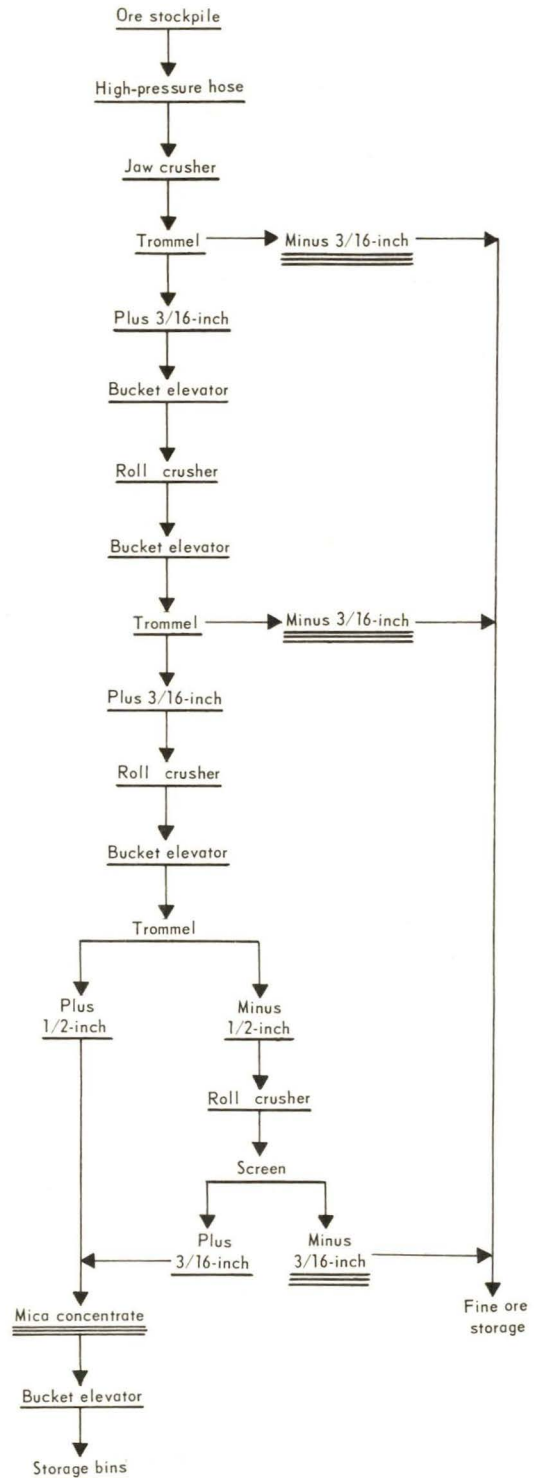 Ore stockpile
High-pressure hose
Jaw crusher
Trommel
Minus 3/16-inch
Plus 3/16-inch
Bucket elevator
Roll crusher
Bucket elevator
Trommel
Minus 3/16-inch
Plus 3/16-inch
Roll crusher
Bucket elevator
Trommel
Plus
1/2-inch
Minus
1/2-inch
Roll crusher
Screen
Plus
3/16-inch
Minus
3/16-inch
Fine ore
storage
Mica concentrate
Bucket elevator
Storage bins